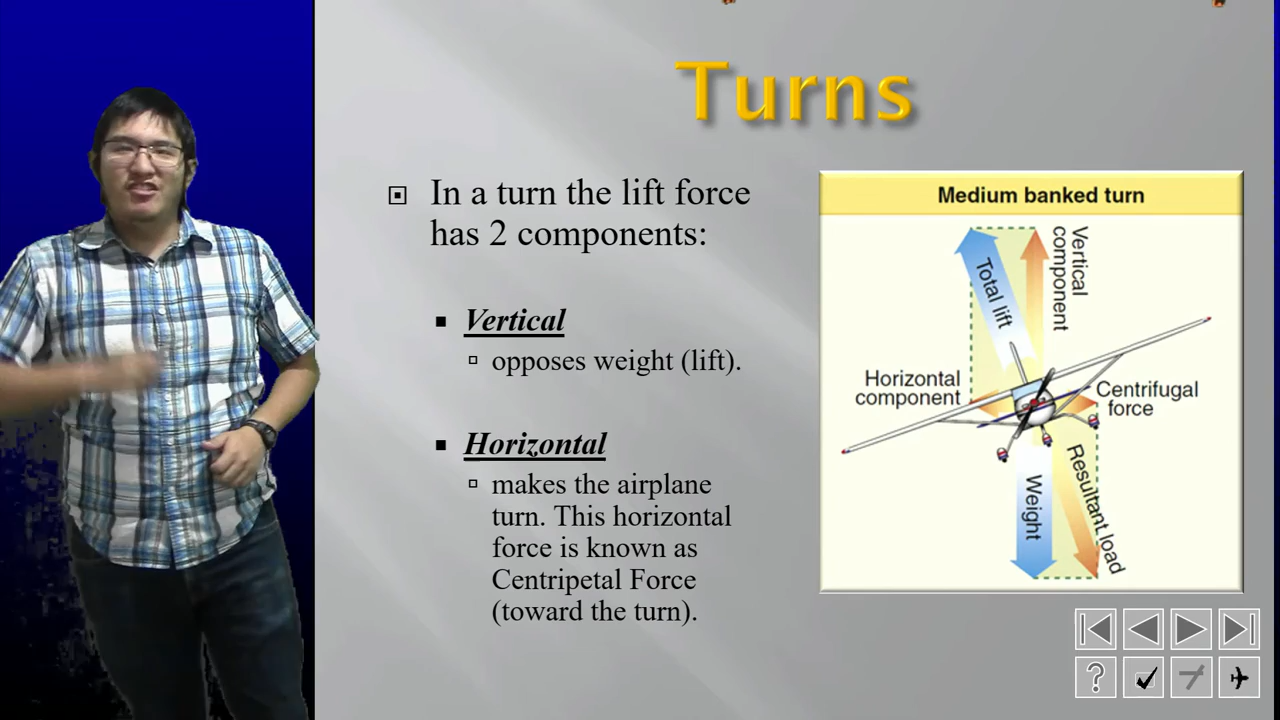 Turns
In a turn the lift force
has 2 components:
Vertical
opposes weight (lift).
Horizontal
makes the airplane
turn. This horizontal
force is known as
Centripetal Force
(toward the turn).
Medium banked turn
Total lift
Vertical
component
Horizontal
component
Centrifugal
force
Weight
Resultant load
?